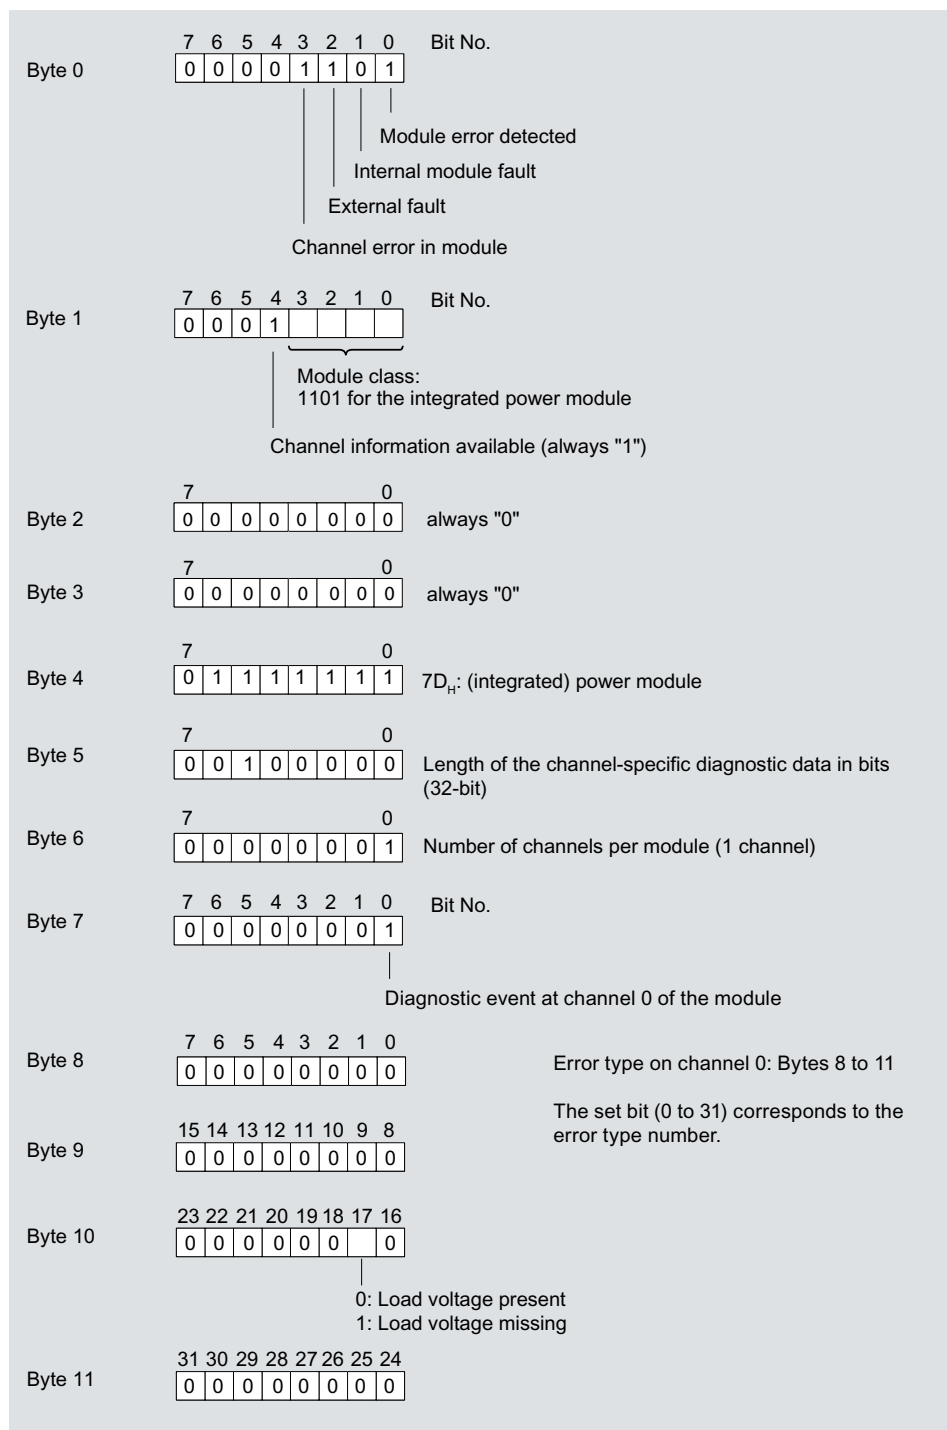 7 6 5 4 3 2 1 0 Bit No.
Byte 0 0 0 0 0 1 1 0 1
Module error detected
Internal module fault
External fault
Channel error in module
7 6 5 4 3 2 1 0 Bit No.
Byte 1 0 0 0 1
Module class:
1101 for the integrated power module
Channel information available (always "1")
7 0
Byte 2 0 0 0 0 0 0 0 0 always "0"
7 0
Byte 3 0 0 0 0 0 0 0 0 always "0"
7 0
Byte 4 0 1 1 1 1 1 1 1 7DH: (integrated) power module
7 0
Byte 5 0 0 1 0 0 0 0 0 Length of the channel-specific diagnostic data in bits
(32-bit)
7 0
Byte 6 0 0 0 0 0 0 0 1 Number of channels per module (1 channel)
7 6 5 4 3 2 1 0 Bit No.
Byte 7 0 0 0 0 0 0 0 1
Diagnostic event at channel 0 of the module
7 6 5 4 3 2 1 0
Byte 8 0 0 0 0 0 0 0 0 Error type on channel 0: Bytes 8 to 11
The set bit (0 to 31) corresponds to the
error type number.
15 14 13 12 11 10 9 8
Byte 9 0 0 0 0 0 0 0 0
23 22 21 20 19 18 17 16
Byte 10 0 0 0 0 0 0 0
0: Load voltage present
1: Load voltage missing
31 30 29 28 27 26 25 24
Byte 11 0 0 0 0 0 0 0 0